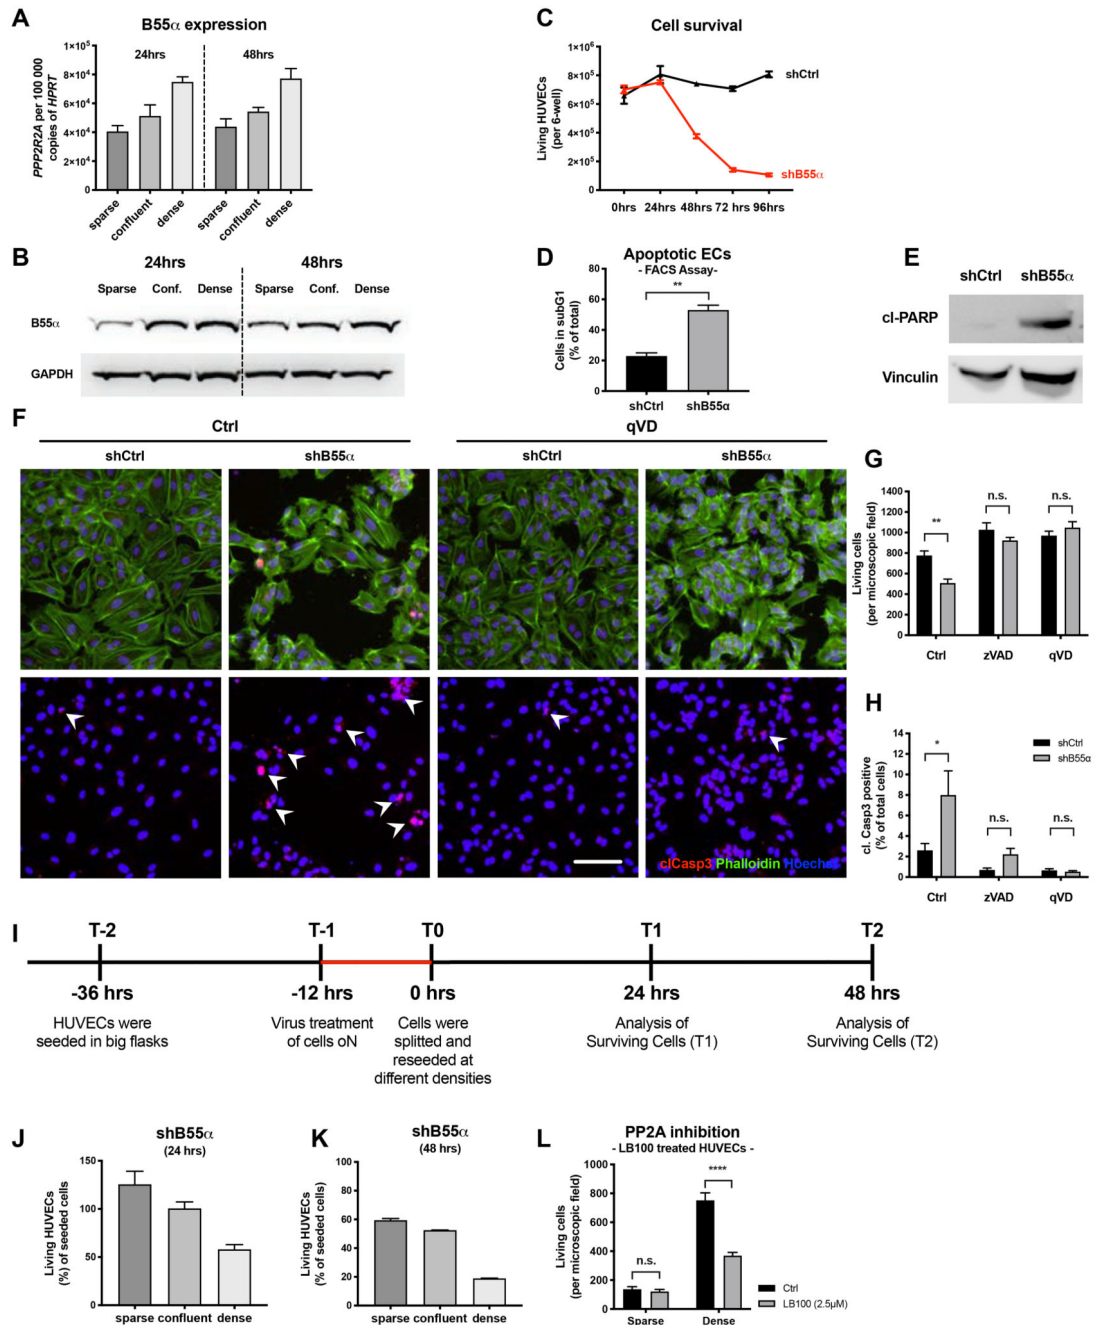 A
B55α expression
24hrs
48hrs
PPP2R2A per 100 000
copies of HPRT
1×10⁵
8×10⁴
6×10⁴
4×10⁴
2×10⁴
0
sparse
confluent
dense
sparse
confluent
dense
B
24hrs
48hrs
Sparse
Conf.
Dense
Sparse
Conf.
Dense
B55α
GAPDH
C
Cell survival
Living HUVECs
(per 6-well)
1×10⁶
8×10⁵
6×10⁵
4×10⁵
2×10⁵
0
shCtrl
shB55α
0hrs
24hrs
48hrs
72 hrs
96hrs
D
Apoptotic ECs
- FACS Assay-
**
Cells in subG1
(% of total)
80
60
40
20
0
shCtrl
shB55α
E
shCtrl
shB55α
cl-PARP
Vinculin
F
Ctrl
qVD
shCtrl
shB55α
shCtrl
shB55α
clCasp3 Phalloidin Hoechst
G
Living cells
(per microscopic field)
1400
1200
1000
800
600
400
200
0
**
n.s.
n.s.
Ctrl
zVAD
qVD
H
cl. Casp3 positive
(% of total cells)
14
12
10
8
6
4
2
0
*
n.s.
n.s.
shCtrl
shB55α
Ctrl
zVAD
qVD
I
T-2
T-1
T0
T1
T2
-36 hrs
-12 hrs
0 hrs
24 hrs
48 hrs
HUVECs were
seeded in big flasks
Virus treatment
of cells oN
Cells were
splitted and
reseeded at
different densities
Analysis of
Surviving Cells (T1)
Analysis of
Surviving Cells (T2)
J
shB55α
(24 hrs)
Living HUVECs
(%) of seeded cells
150
100
50
0
sparse
confluent
dense
K
shB55α
(48 hrs)
Living HUVECs
(% of seeded cells)
100
80
60
40
20
0
sparse
confluent
dense
L
PP2A inhibition
- LB100 treated HUVECs -
Living cells
(per microscopic field)
1000
800
600
400
200
0
n.s.
****
Ctrl
LB100 (2.5µM)
Sparse
Dense